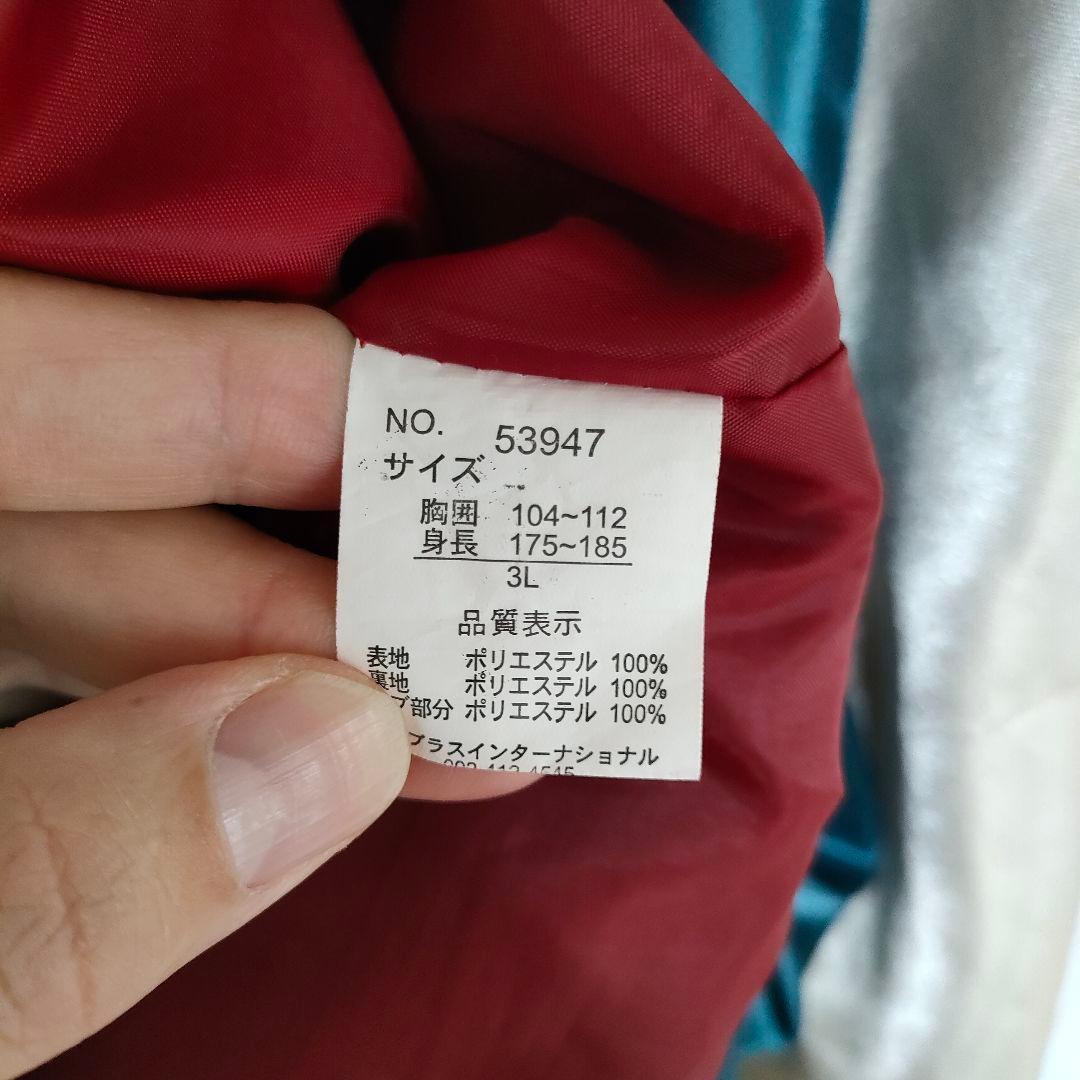 NO. 53947
サイズ
胸囲 104~112
身長 175~185
3L
品質表示
表地 ポリエステル 100%
裏地 ポリエステル 100%
ブ部分 ポリエステル 100%
プラスインターナショナル